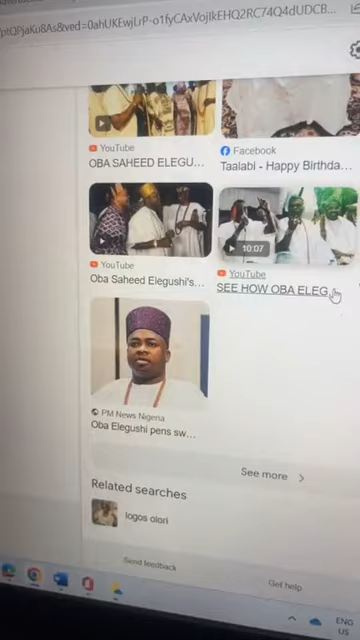 YouTube
OBA SAHEED ELEGU...
Facebook
Taalabi - Happy Birthda...
YouTube
Oba Saheed Elegushi's...
10:07
YouTube
SEE HOW OBA ELEG
PM News Nigeria
Oba Elegushi pens sw...
See more
Related searches
logos olori
Send feedback
Get help
ENG
US